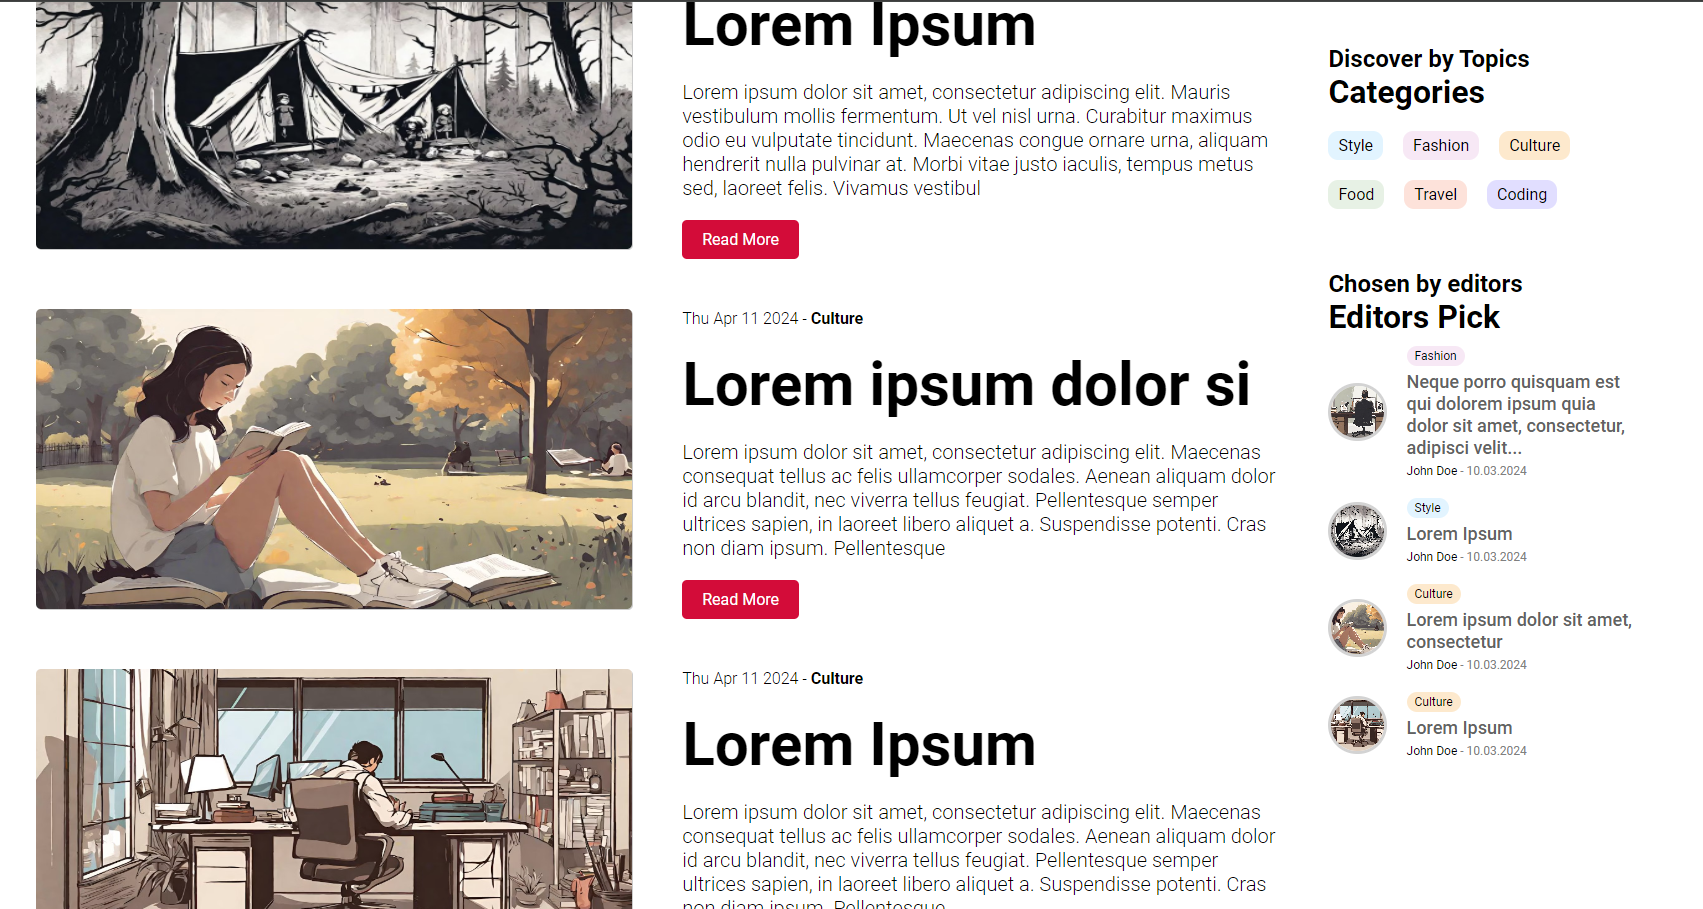 Lorem Ipsum
Lorem ipsum dolor sit amet, consectetur adipiscing elit. Mauris
vestibulum mollis fermentum. Ut vel nisl urna. Curabitur maximus
odio eu vulputate tincidunt. Maecenas congue ornare urna, aliquam
hendrerit nulla pulvinar at. Morbi vitae justo iaculis, tempus metus
sed, laoreet felis. Vivamus vestibul
Read More
Thu Apr 11 2024 - Culture
Lorem ipsum dolor si
Lorem ipsum dolor sit amet, consectetur adipiscing elit. Maecenas
consequat tellus ac felis ullamcorper sodales. Aenean aliquam dolor
id arcu blandit, nec viverra tellus feugiat. Pellentesque semper
ultrices sapien, in laoreet libero aliquet a. Suspendisse potenti. Cras
non diam ipsum. Pellentesque
Read More
Thu Apr 11 2024 - Culture
Lorem Ipsum
Lorem ipsum dolor sit amet, consectetur adipiscing elit. Maecenas
consequat tellus ac felis ullamcorper sodales. Aenean aliquam dolor
id arcu blandit, nec viverra tellus feugiat. Pellentesque semper
ultrices sapien, in laoreet libero aliquet a. Suspendisse potenti. Cras
non diam ipsum. Pellentesque
Discover by Topics
Categories
Style Fashion Culture
Food Travel Coding
Chosen by editors
Editors Pick
Fashion
Neque porro quisquam est
qui dolorem ipsum quia
dolor sit amet, consectetur,
adipisci velit...
John Doe - 10.03.2024
Style
Lorem Ipsum
John Doe - 10.03.2024
Culture
Lorem ipsum dolor sit amet,
consectetur
John Doe - 10.03.2024
Culture
Lorem Ipsum
John Doe - 10.03.2024